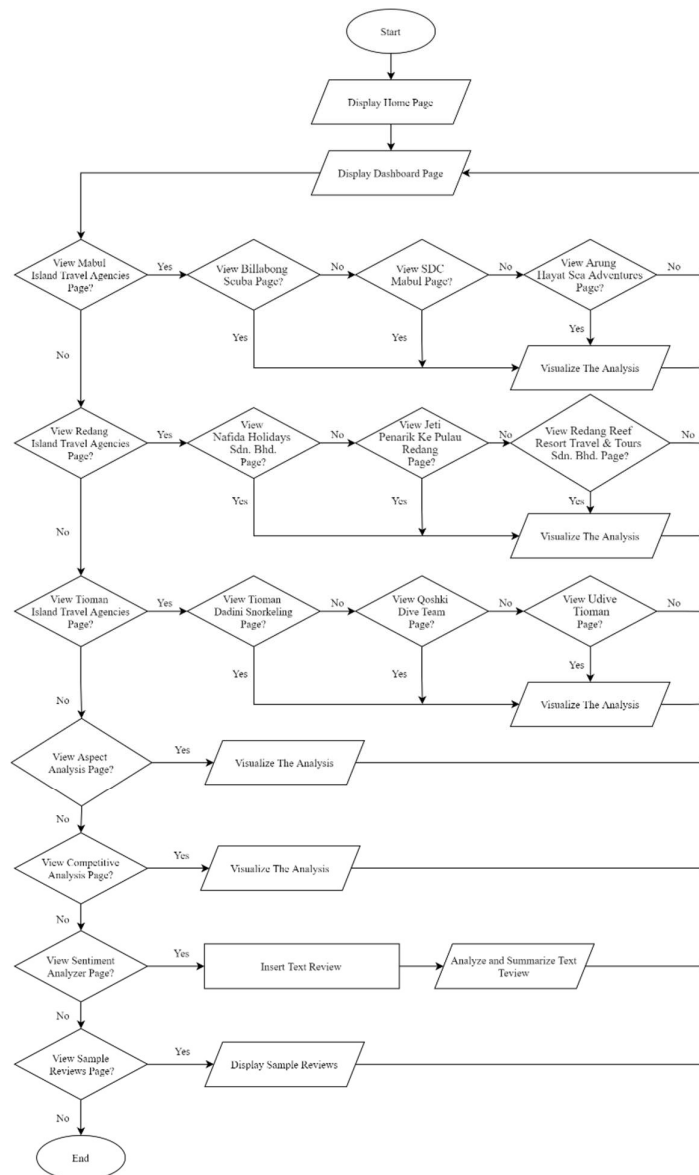 Start
Display Home Page
Display Dashboard Page
View Mabul
Island Travel Agencies
Page?
Yes
View Billabong
Scuba Page?
No
View SDC
Mabul Page?
No
View Arung
Hayat Sea Adventures
Page?
No
No
Yes
Yes
Yes
Visualize The Analysis
View Redang
Island Travel Agencies
Page?
Yes
View
Nafida Holidays
Sdn. Bhd.
Page?
No
View Jeti
Penarik Ke Pulau
Redang
Page?
No
View Redang Reef
Resort Travel & Tours
Sdn. Bhd. Page?
No
No
Yes
Yes
Yes
Visualize The Analysis
View Tioman
Island Travel Agencies
Page?
Yes
View Tioman
Dadini Snorkeling
Page?
No
View Qoshki
Dive Team
Page?
No
View Udive
Tioman
Page?
No
No
Yes
Yes
Yes
Visualize The Analysis
View Aspect
Analysis Page?
Yes
Visualize The Analysis
No
View Competitive
Analysis Page?
Yes
Visualize The Analysis
No
View Sentiment
Analyzer Page?
Yes
Insert Text Review
Analyze and Summarize Text
Teview
No
View Sample
Reviews Page?
Yes
Display Sample Reviews
No
End